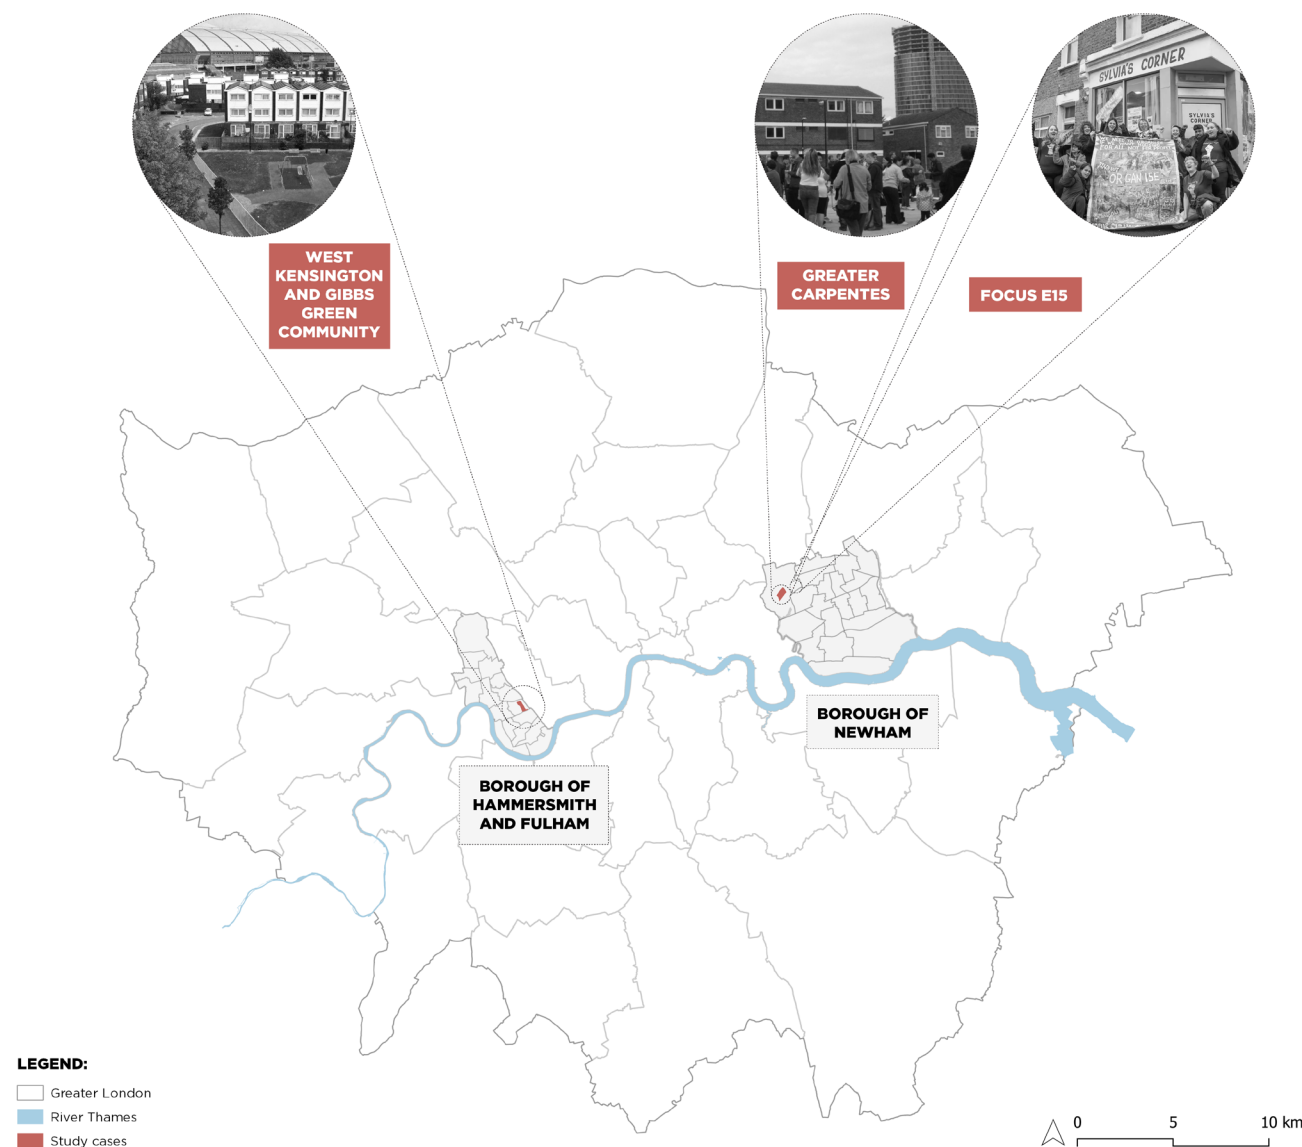 SYLVIA'S CORNER
SYLVIA'S
CORNER
ORGANISE
WEST
KENSINGTON
AND GIBBS
GREEN
COMMUNITY
GREATER
CARPENTES
FOCUS E15
BOROUGH OF
NEWHAM
BOROUGH OF
HAMMERSMITH
AND FULHAM
LEGEND:
Greater London
River Thames
Study cases
0 5 10 km